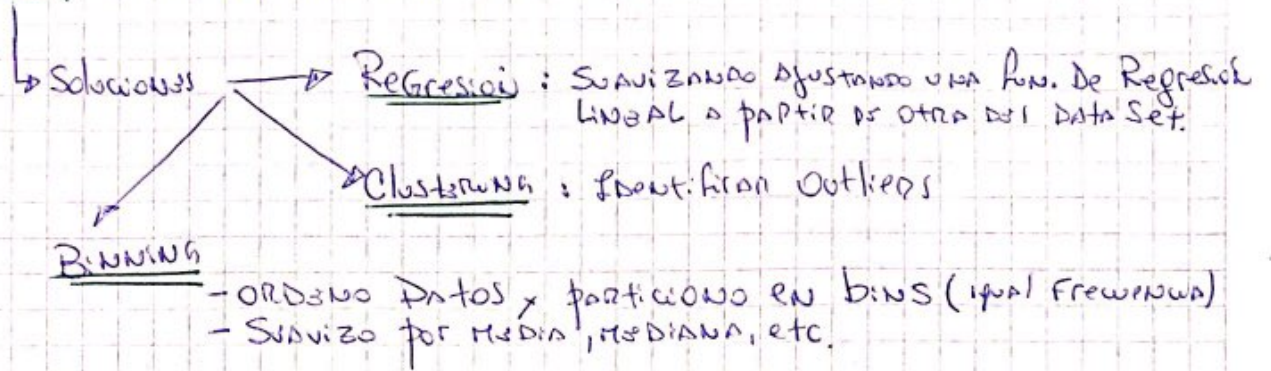 Soluciones
Regresión : Suavizando ajustando una fun. De Regresión
Lineal a partir de otra del Data Set.
Clustering : Identifican Outliers
Binning
- Ordeno Datos y particiono en bins (igual Frecuencia)
- Suavizo por media, mediana, etc.